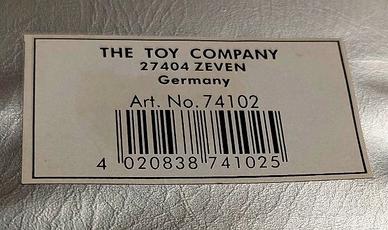 THE TOY COMPANY
27404 ZEVEN
Germany
Art. No. 74102
4 020838 741025